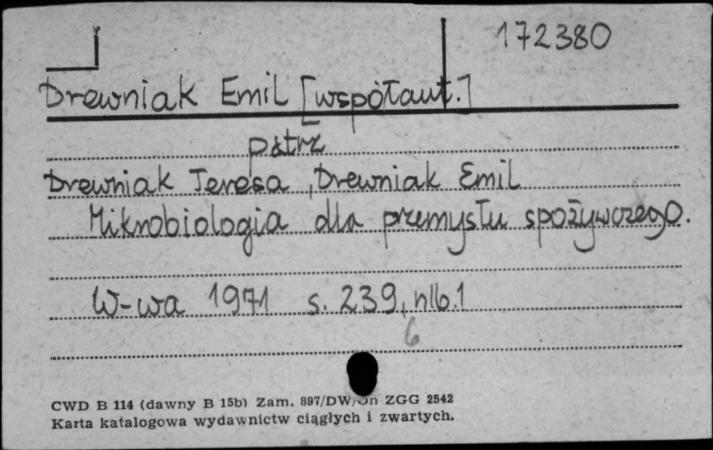 172380
Drewniak Emil [współaut.]
patrz
Drewniak Teresa, Drewniak Emil
Mikrobiologia dla przemysłu spożywczego.
W-wa 1971 s. 239, nlb.1
6
CWD B 114 (dawny B 15b) Zam. 897/DW/On ZGG 2542
Karta katalogowa wydawnictw ciągłych i zwartych.